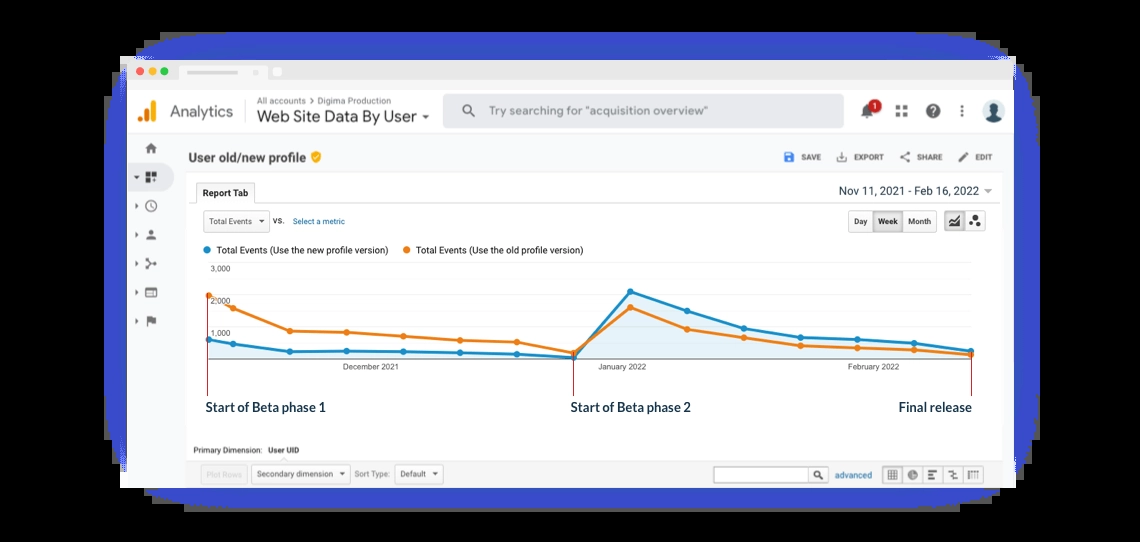 All accounts > Digima Production
Analytics
Web Site Data By User
Try searching for "acquisition overview"
1
User old/new profile
SAVE EXPORT SHARE EDIT
Report Tab
Nov 11, 2021 - Feb 16, 2022
Total Events VS. Select a metric
Day Week Month
Total Events (Use the new profile version) Total Events (Use the old profile version)
3,000
2,000
1,000
December 2021 January 2022 February 2022
Start of Beta phase 1 Start of Beta phase 2 Final release
Primary Dimension: User UID
Plot Rows Secondary dimension Sort Type: Default advanced